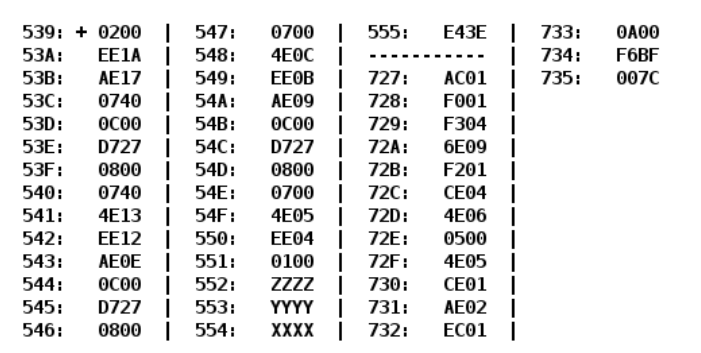 539: + 0200 | 547: 0700 | 555: E43E | 733: 0A00
53A: EE1A | 548: 4E0C | ----------- | 734: F6BF
53B: AE17 | 549: EE0B | 727: AC01 | 735: 007C
53C: 0740 | 54A: AE09 | 728: F001 |
53D: 0C00 | 54B: 0C00 | 729: F304 |
53E: D727 | 54C: D727 | 72A: 6E09 |
53F: 0800 | 54D: 0800 | 72B: F201 |
540: 0740 | 54E: 0700 | 72C: CE04 |
541: 4E13 | 54F: 4E05 | 72D: 4E06 |
542: EE12 | 550: EE04 | 72E: 0500 |
543: AE0E | 551: 0100 | 72F: 4E05 |
544: 0C00 | 552: ZZZZ | 730: CE01 |
545: D727 | 553: YYYY | 731: AE02 |
546: 0800 | 554: XXXX | 732: EC01 |